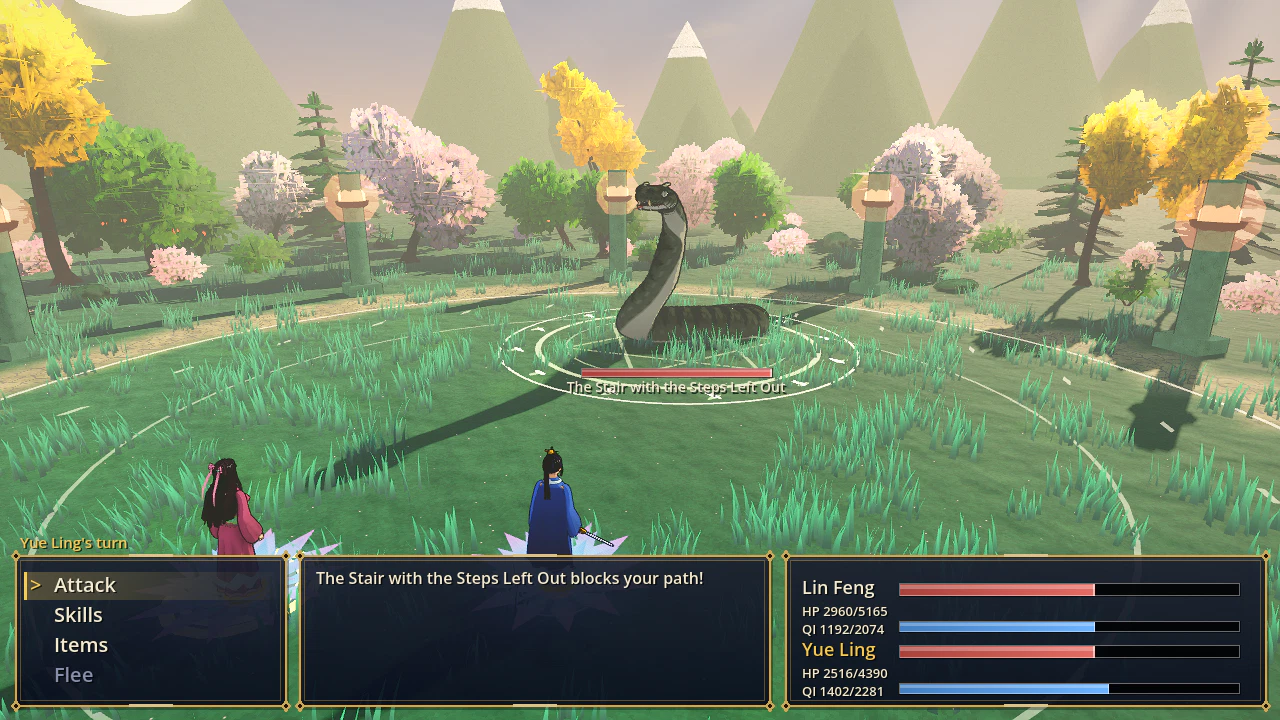 The Stair with the Steps Left Out
Yue Ling's turn
> Attack
Skills
Items
Flee
The Stair with the Steps Left Out blocks your path!
Lin Feng
HP 2960/5165
QI 1192/2074
Yue Ling
HP 2516/4390
QI 1402/2281